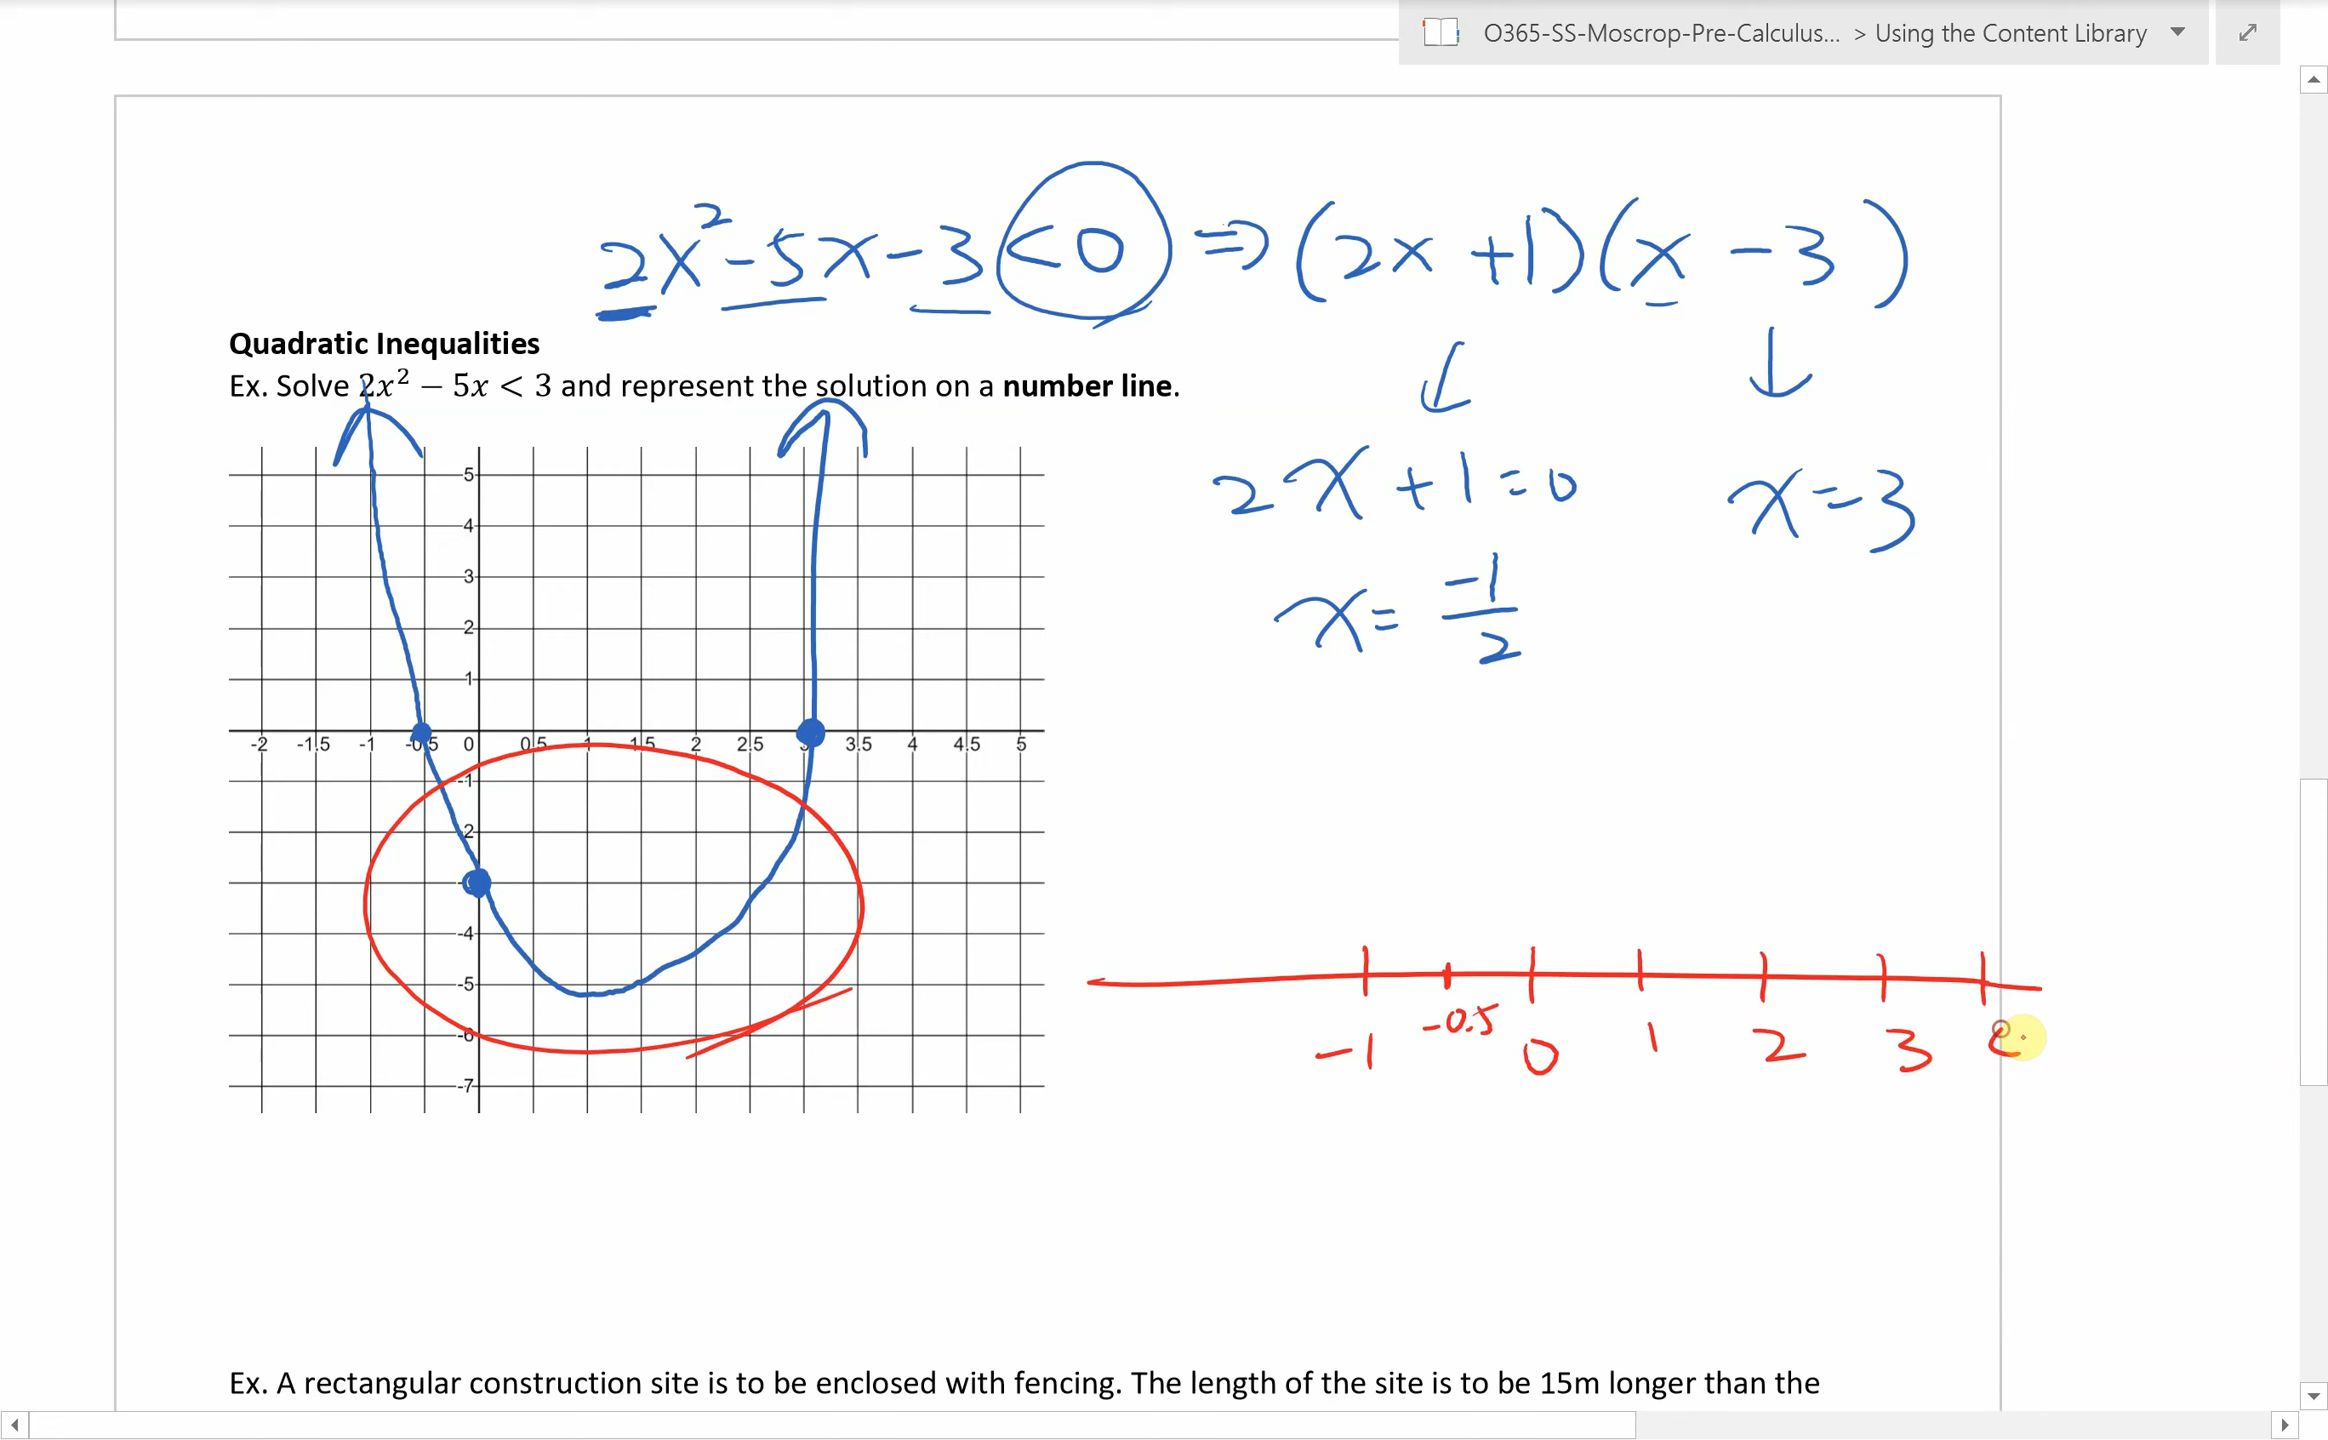 O365-SS-Moscrop-Pre-Calculus... > Using the Content Library
2x² - 5x - 3 < 0 ⇒ (2x + 1)(x - 3)
Quadratic Inequalities
Ex. Solve 2x² − 5x < 3 and represent the solution on a number line.
2x + 1 = 0
x = 3
x = -1/2
5
4
3
2
1
-2 -1.5 -1 -0.5 0 0.5 1 1.5 2 2.5 3 3.5 4 4.5 5
-1
-2
-4
-5
-6
-7
-1 -0.5 0 1 2 3
Ex. A rectangular construction site is to be enclosed with fencing. The length of the site is to be 15m longer than the